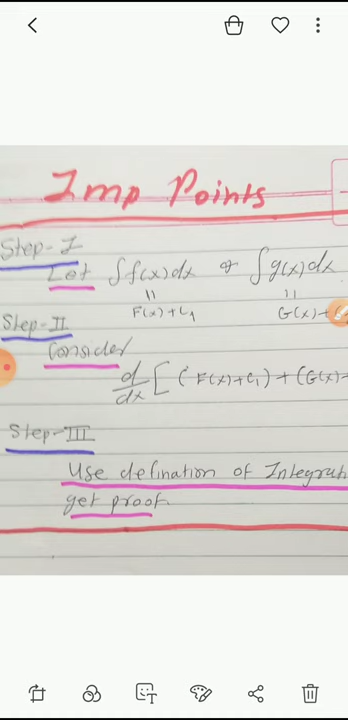 Imp Points
Step-I
Let ∫f(x)dx & ∫g(x)dx
= =
F(x)+C₁ G(x)+
Step-II
Consider
d/dx [ (F(x)+C₁) + (G(x)+
Step-III
Use defination of
get proof.